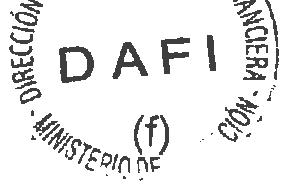 DIRECCIÓN
ANCIERA
DAFI
(f)
MINISTERIO DE
CIÓN